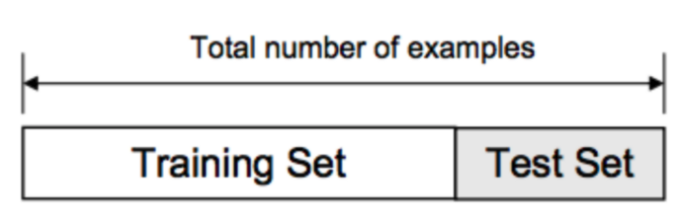 Total number of examples
Training Set Test Set